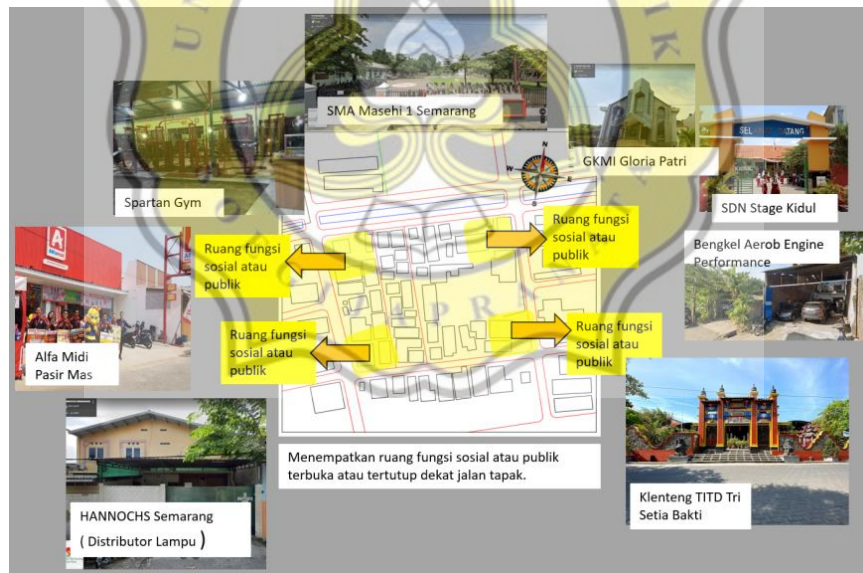 SMA Masehi 1 Semarang
GKMI Gloria Patri
SELAMAT DATANG
SDN Stage Kidul
Spartan Gym
N
W
E
S
Ruang fungsi
sosial atau
publik
Ruang fungsi
sosial atau
publik
Bengkel Aerob Engine
Performance
Alfa Midi
Pasir Mas
Ruang fungsi
sosial atau
publik
Ruang fungsi
sosial atau
publik
Menempatkan ruang fungsi sosial atau publik
terbuka atau tertutup dekat jalan tapak.
HANNOCHS Semarang
( Distributor Lampu )
Klenteng TITD Tri
Setia Bakti